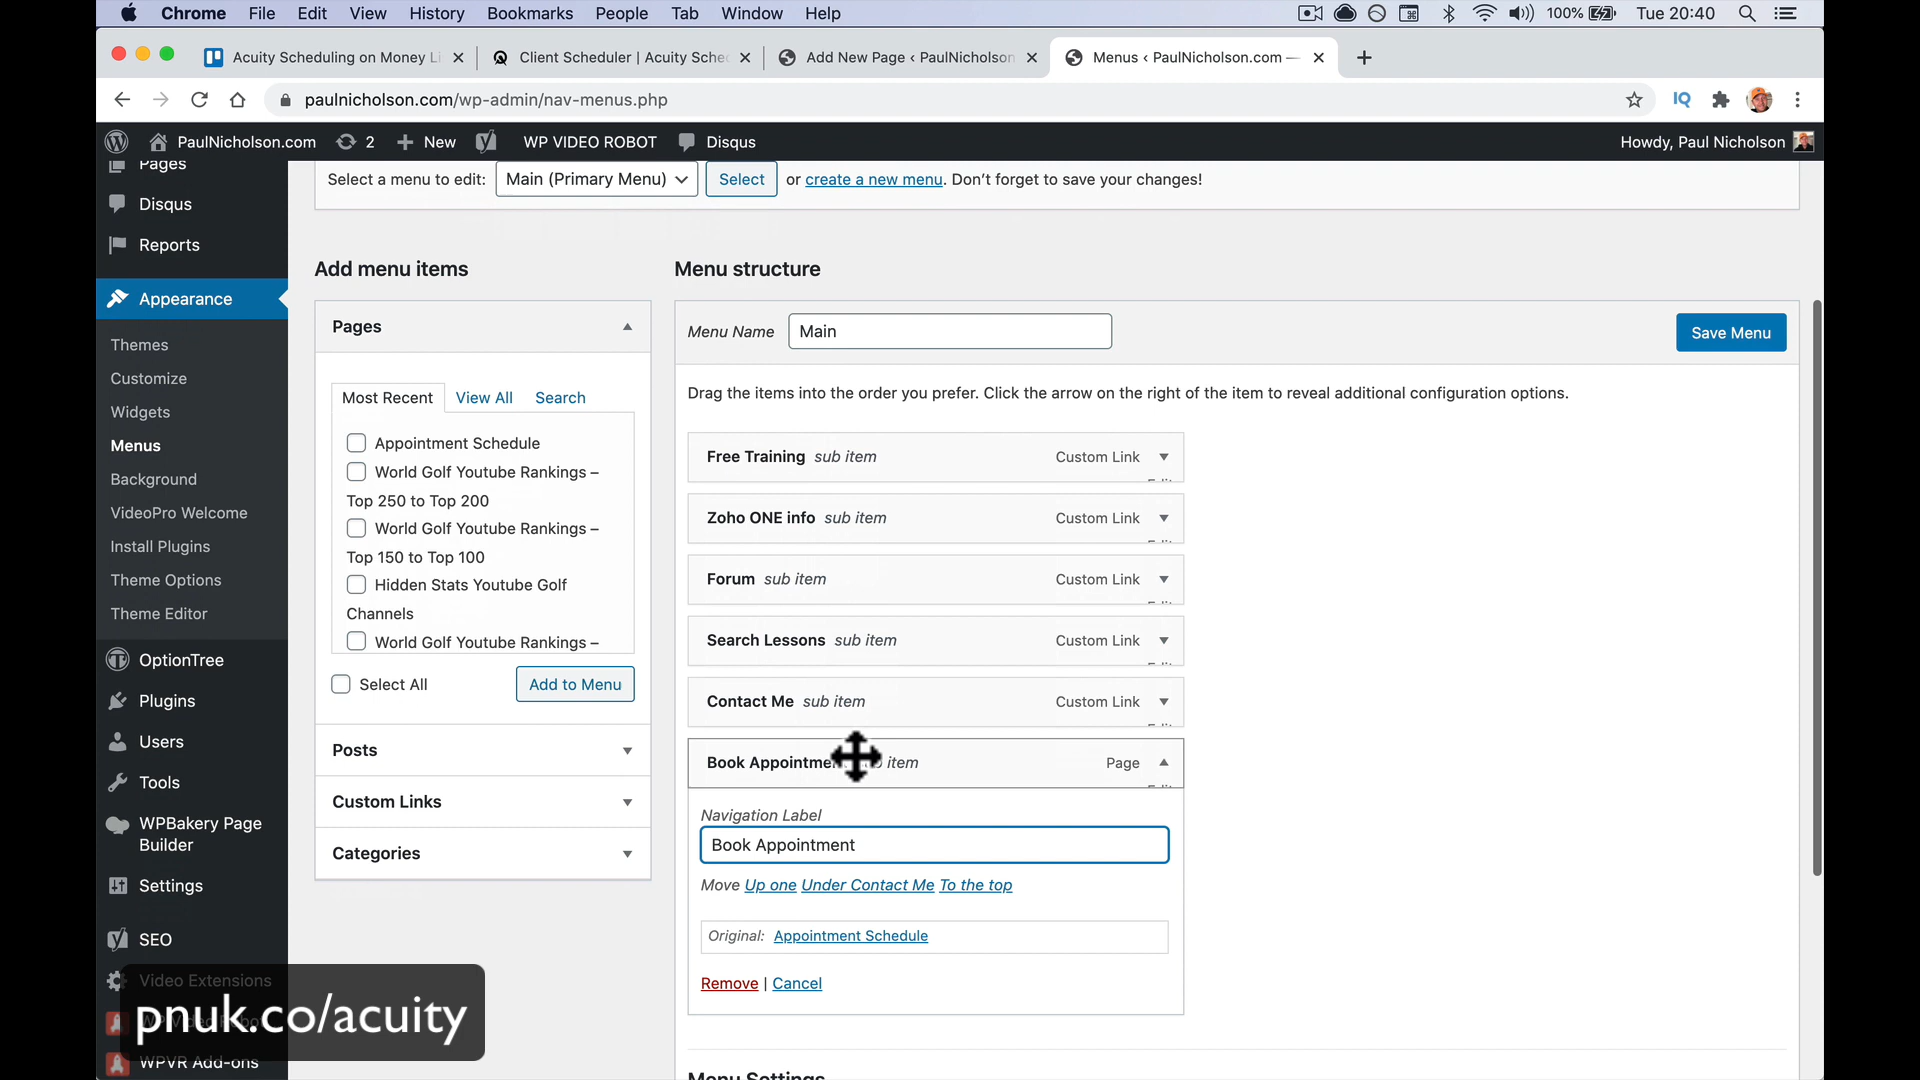 Chrome File Edit View History Bookmarks People Tab Window Help 100% Tue 20:40
Acuity Scheduling on Money Li Client Scheduler | Acuity Sche Add New Page ‹ PaulNicholson Menus ‹ PaulNicholson.com —
paulnicholson.com/wp-admin/nav-menus.php
PaulNicholson.com 2 New WP VIDEO ROBOT Disqus Howdy, Paul Nicholson
Pages
Disqus
Reports
Appearance
Themes
Customize
Widgets
Menus
Background
VideoPro Welcome
Install Plugins
Theme Options
Theme Editor
OptionTree
Plugins
Users
Tools
WPBakery Page
Builder
Settings
SEO
Video Extensions
pnuk.co/acuity
WPVR Add-ons
Select a menu to edit: Main (Primary Menu) Select or create a new menu. Don't forget to save your changes!
Add menu items
Pages
Most Recent View All Search
Appointment Schedule
World Golf Youtube Rankings –
Top 250 to Top 200
World Golf Youtube Rankings –
Top 150 to Top 100
Hidden Stats Youtube Golf
Channels
World Golf Youtube Rankings –
Select All Add to Menu
Posts
Custom Links
Categories
Menu structure
Menu Name Main Save Menu
Drag the items into the order you prefer. Click the arrow on the right of the item to reveal additional configuration options.
Free Training sub item Custom Link
Zoho ONE info sub item Custom Link
Forum sub item Custom Link
Search Lessons sub item Custom Link
Contact Me sub item Custom Link
Book Appointmen item Page
Navigation Label
Book Appointment
Move Up one Under Contact Me To the top
Original: Appointment Schedule
Remove | Cancel
Menu Settings